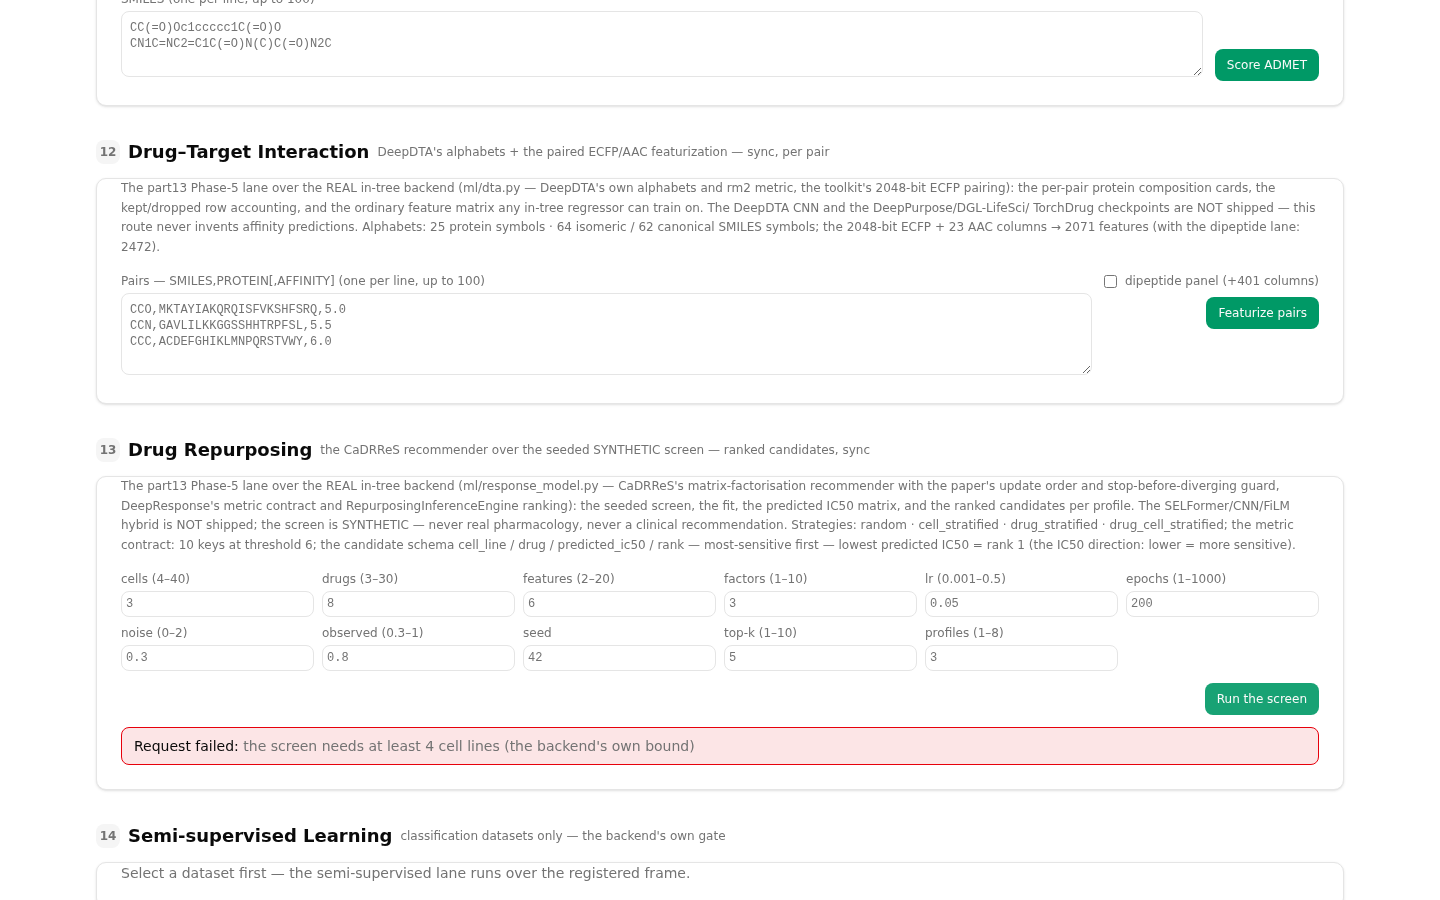 SMILES (one per line, up to 100)
CC(=O)Oc1ccccc1C(=O)O
CN1C=NC2=C1C(=O)N(C)C(=O)N2C
Score ADMET
12 Drug–Target Interaction DeepDTA's alphabets + the paired ECFP/AAC featurization — sync, per pair
The part13 Phase-5 lane over the REAL in-tree backend (ml/dta.py — DeepDTA's own alphabets and rm2 metric, the toolkit's 2048-bit ECFP pairing): the per-pair protein composition cards, the
kept/dropped row accounting, and the ordinary feature matrix any in-tree regressor can train on. The DeepDTA CNN and the DeepPurpose/DGL-LifeSci/ TorchDrug checkpoints are NOT shipped — this
route never invents affinity predictions. Alphabets: 25 protein symbols · 64 isomeric / 62 canonical SMILES symbols; the 2048-bit ECFP + 23 AAC columns → 2071 features (with the dipeptide lane:
2472).
Pairs — SMILES,PROTEIN[,AFFINITY] (one per line, up to 100)
dipeptide panel (+401 columns)
CCO,MKTAYIAKQRQISFVKSHFSRQ,5.0
CCN,GAVLILKKGGSSHHTRPFSL,5.5
CCC,ACDEFGHIKLMNPQRSTVWY,6.0
Featurize pairs
13 Drug Repurposing the CaDRReS recommender over the seeded SYNTHETIC screen — ranked candidates, sync
The part13 Phase-5 lane over the REAL in-tree backend (ml/response_model.py — CaDRReS's matrix-factorisation recommender with the paper's update order and stop-before-diverging guard,
DeepResponse's metric contract and RepurposingInferenceEngine ranking): the seeded screen, the fit, the predicted IC50 matrix, and the ranked candidates per profile. The SELFormer/CNN/FiLM
hybrid is NOT shipped; the screen is SYNTHETIC — never real pharmacology, never a clinical recommendation. Strategies: random · cell_stratified · drug_stratified · drug_cell_stratified; the metric
contract: 10 keys at threshold 6; the candidate schema cell_line / drug / predicted_ic50 / rank — most-sensitive first — lowest predicted IC50 = rank 1 (the IC50 direction: lower = more sensitive).
cells (4–40) drugs (3–30) features (2–20) factors (1–10) lr (0.001–0.5) epochs (1–1000)
3 8 6 3 0.05 200
noise (0–2) observed (0.3–1) seed top-k (1–10) profiles (1–8)
0.3 0.8 42 5 3
Run the screen
Request failed: the screen needs at least 4 cell lines (the backend's own bound)
14 Semi-supervised Learning classification datasets only — the backend's own gate
Select a dataset first — the semi-supervised lane runs over the registered frame.